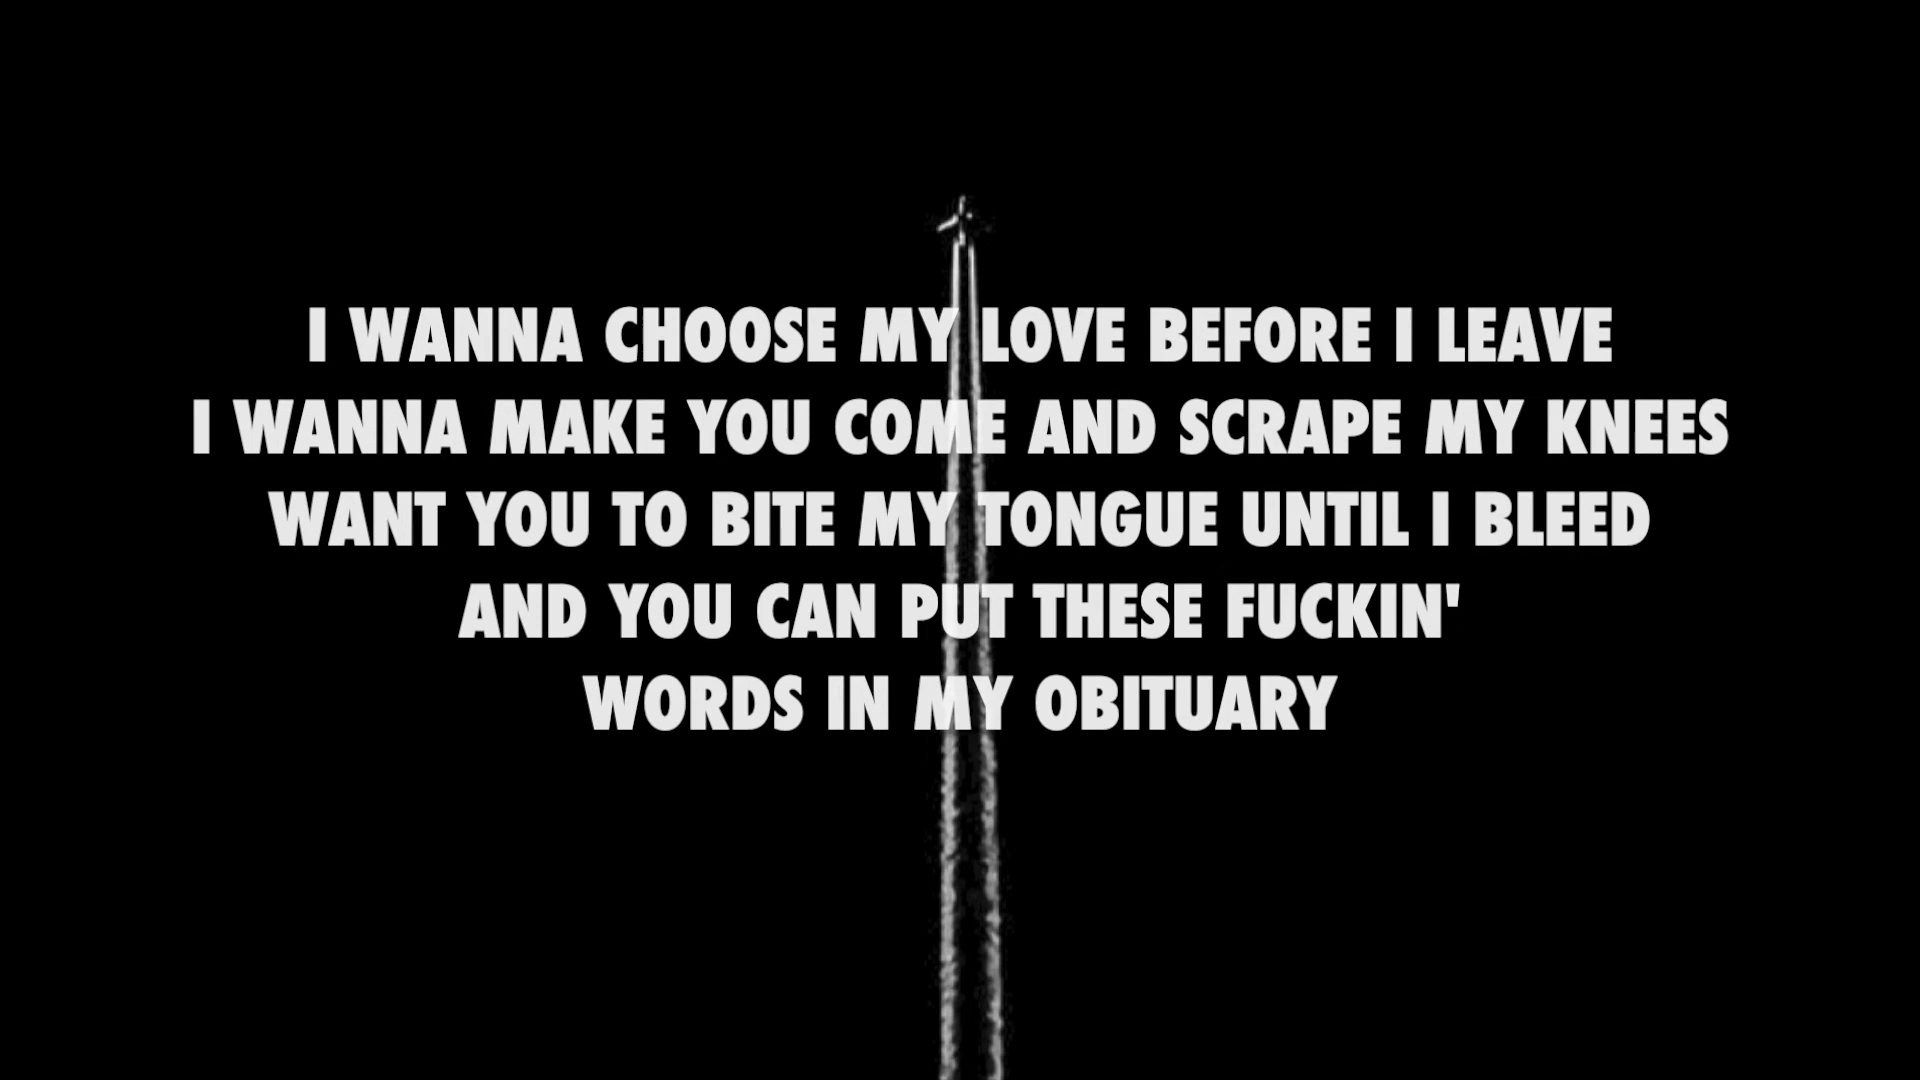 I WANNA CHOOSE MY LOVE BEFORE I LEAVE
I WANNA MAKE YOU COME AND SCRAPE MY KNEES
WANT YOU TO BITE MY TONGUE UNTIL I BLEED
AND YOU CAN PUT THESE FUCKIN'
WORDS IN MY OBITUARY